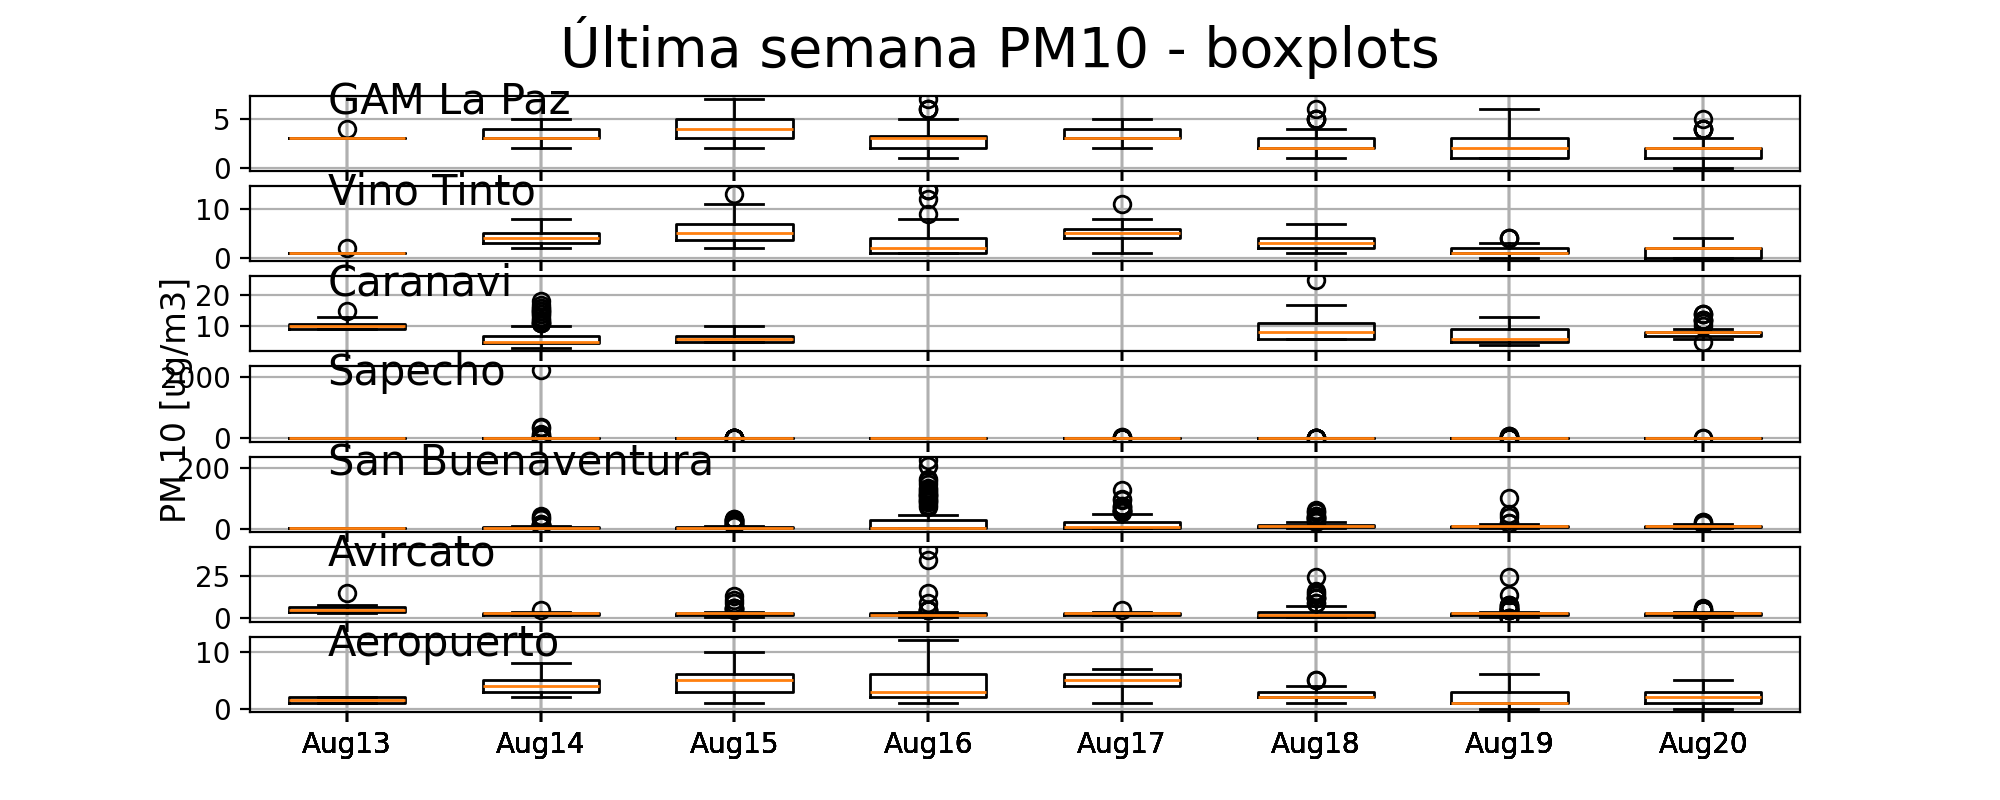 Última semana PM10 - boxplots
GAM La Paz
5
0
Vino Tinto
10
0
Caranavi
20
10
PM 10 [ug/m3]
Sapecho
2000
0
San Buenaventura
200
0
Avircato
25
0
Aeropuerto
10
0
Aug13 Aug14 Aug15 Aug16 Aug17 Aug18 Aug19 Aug20